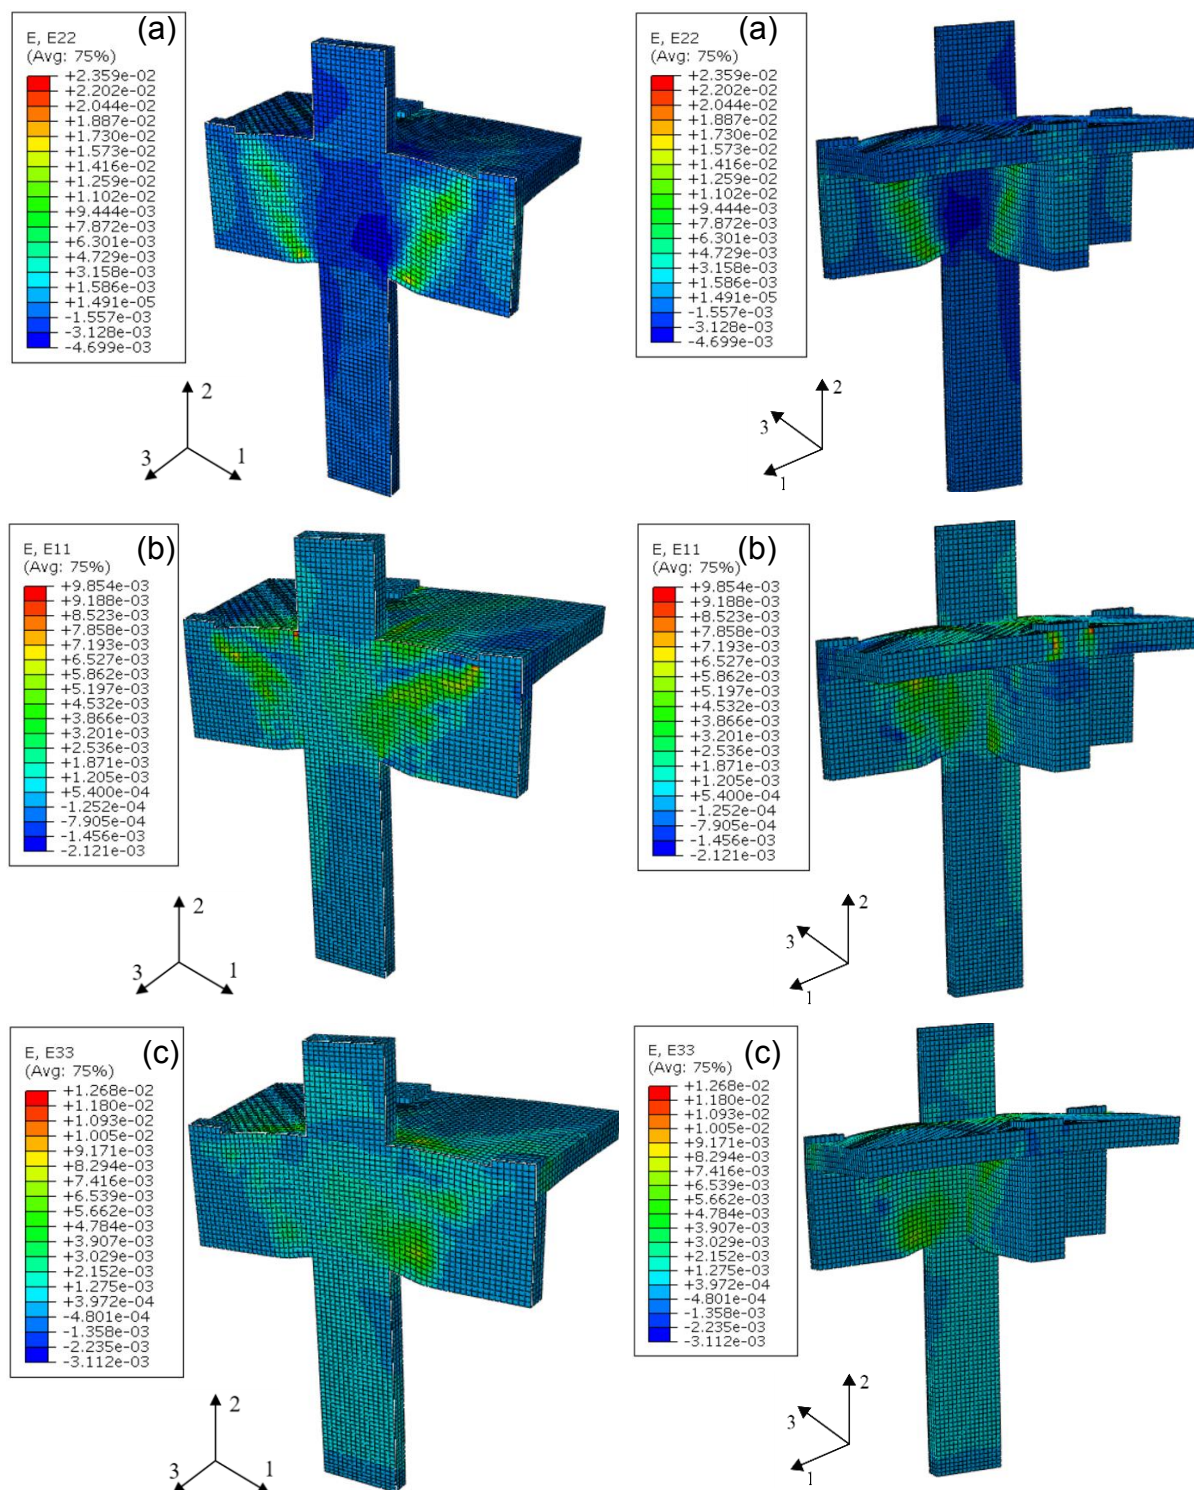 (a)
E, E22
(Avg: 75%)
+2.359e-02
+2.202e-02
+2.044e-02
+1.887e-02
+1.730e-02
+1.573e-02
+1.416e-02
+1.259e-02
+1.102e-02
+9.444e-03
+7.872e-03
+6.301e-03
+4.729e-03
+3.158e-03
+1.586e-03
+1.491e-05
-1.557e-03
-3.128e-03
-4.699e-03
2
3
1
(a)
E, E22
(Avg: 75%)
+2.359e-02
+2.202e-02
+2.044e-02
+1.887e-02
+1.730e-02
+1.573e-02
+1.416e-02
+1.259e-02
+1.102e-02
+9.444e-03
+7.872e-03
+6.301e-03
+4.729e-03
+3.158e-03
+1.586e-03
+1.491e-05
-1.557e-03
-3.128e-03
-4.699e-03
2
3
1
(b)
E, E11
(Avg: 75%)
+9.854e-03
+9.188e-03
+8.523e-03
+7.858e-03
+7.193e-03
+6.527e-03
+5.862e-03
+5.197e-03
+4.532e-03
+3.866e-03
+3.201e-03
+2.536e-03
+1.871e-03
+1.205e-03
+5.400e-04
-1.252e-04
-7.905e-04
-1.456e-03
-2.121e-03
2
3
1
(b)
E, E11
(Avg: 75%)
+9.854e-03
+9.188e-03
+8.523e-03
+7.858e-03
+7.193e-03
+6.527e-03
+5.862e-03
+5.197e-03
+4.532e-03
+3.866e-03
+3.201e-03
+2.536e-03
+1.871e-03
+1.205e-03
+5.400e-04
-1.252e-04
-7.905e-04
-1.456e-03
-2.121e-03
2
3
1
(c)
E, E33
(Avg: 75%)
+1.268e-02
+1.180e-02
+1.093e-02
+1.005e-02
+9.171e-03
+8.294e-03
+7.416e-03
+6.539e-03
+5.662e-03
+4.784e-03
+3.907e-03
+3.029e-03
+2.152e-03
+1.275e-03
+3.972e-04
-4.801e-04
-1.358e-03
-2.235e-03
-3.112e-03
2
3
1
(c)
E, E33
(Avg: 75%)
+1.268e-02
+1.180e-02
+1.093e-02
+1.005e-02
+9.171e-03
+8.294e-03
+7.416e-03
+6.539e-03
+5.662e-03
+4.784e-03
+3.907e-03
+3.029e-03
+2.152e-03
+1.275e-03
+3.972e-04
-4.801e-04
-1.358e-03
-2.235e-03
-3.112e-03
2
3
1